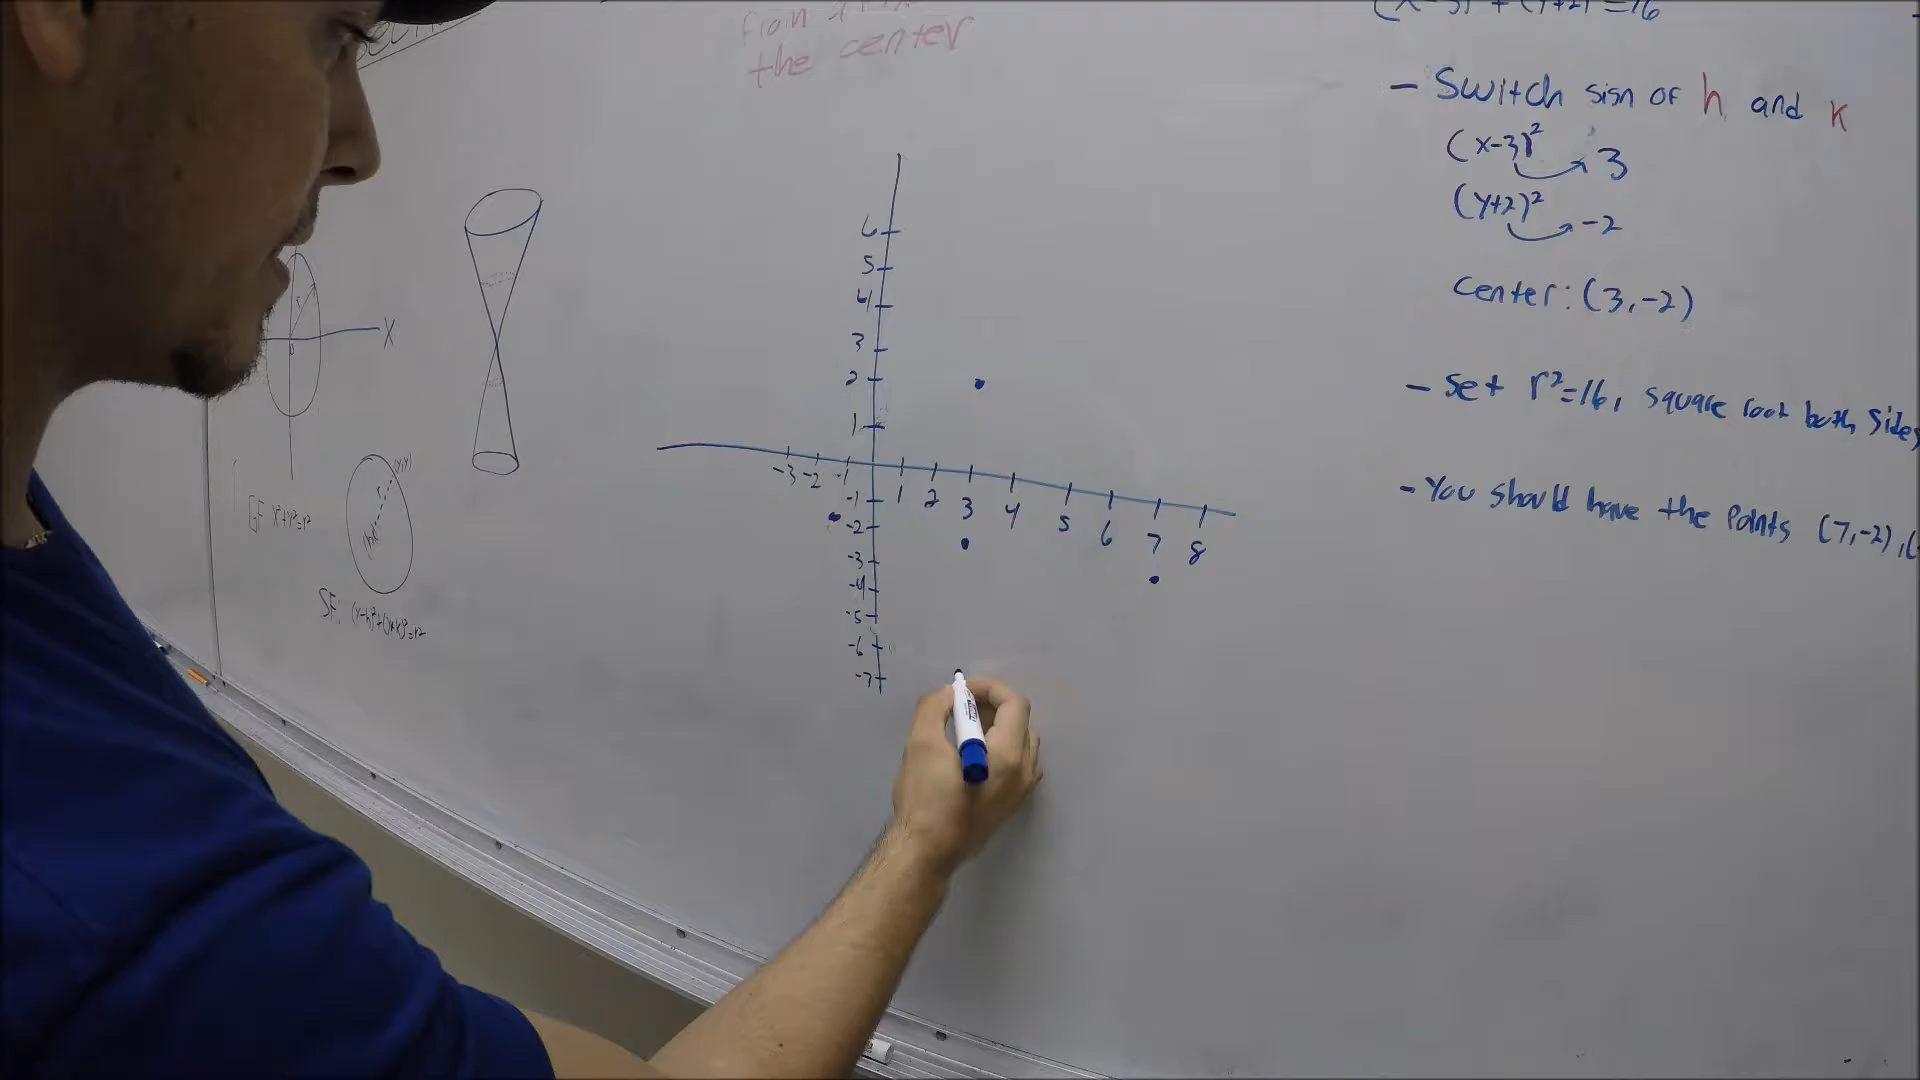 from
the center
(x-3)²+(y+2)²=16
- Switch sign of h and k
(x-3)² 3
(y+2)² -2
center: (3,-2)
- set r²=16, square root both sides
- You should have the points (7,-2),(
6
5
4
3
2
1
-3 -2 -1
1 2 3 4 5 6 7 8
-1
-2
-3
-4
-5
-6
-7
r
X
0
GF x²+y²=r²
(x,y)
r
(h,k)
SF: (x-h)²+(y-k)²=r²